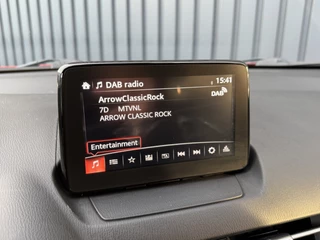 DAB radio 15:41
ArrowClassicRock DAB
7D MTVNL
ARROW CLASSIC ROCK
Entertainment